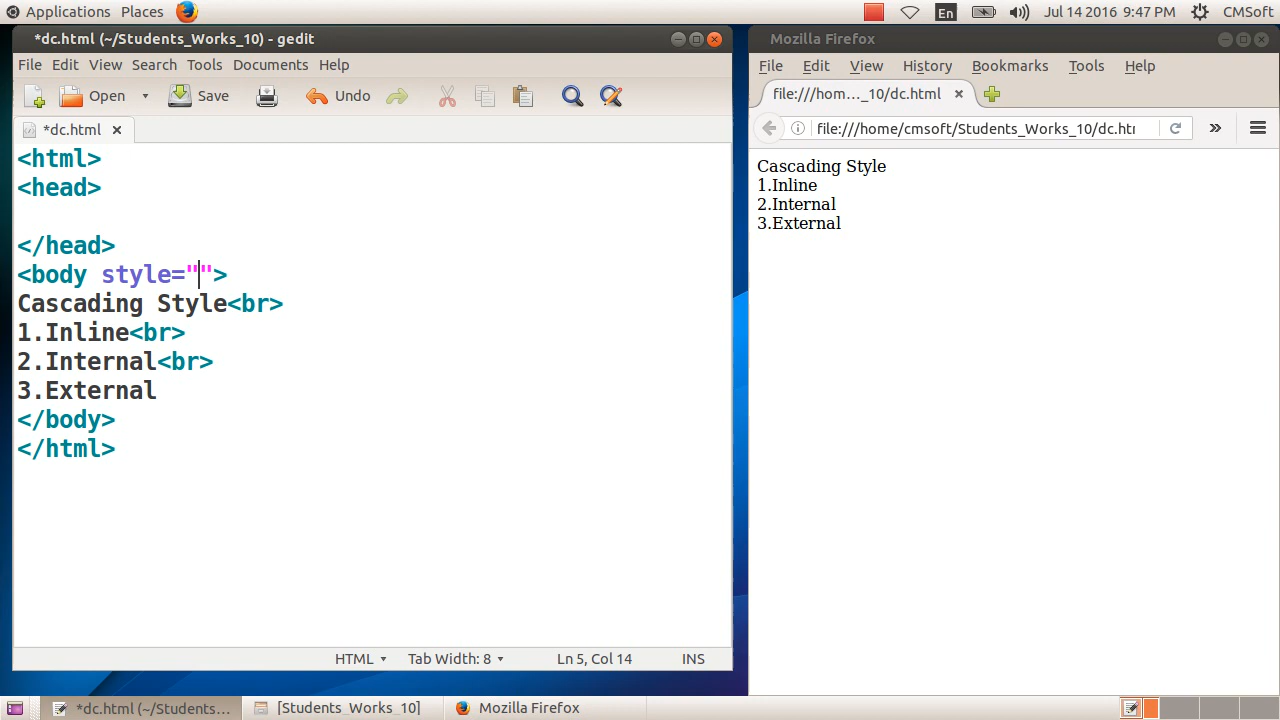 Applications Places En Jul 14 2016 9:47 PM CMSoft
*dc.html (~/Students_Works_10) - gedit
File Edit View Search Tools Documents Help
Open Save Undo
*dc.html
<html>
<head>
</head>
<body style="">
Cascading Style<br>
1.Inline<br>
2.Internal<br>
3.External
</body>
</html>
HTML Tab Width: 8 Ln 5, Col 14 INS
Mozilla Firefox
File Edit View History Bookmarks Tools Help
file:///hom..._10/dc.html
file:///home/cmsoft/Students_Works_10/dc.htr
Cascading Style
1.Inline
2.Internal
3.External
*dc.html (~/Students... [Students_Works_10] Mozilla Firefox